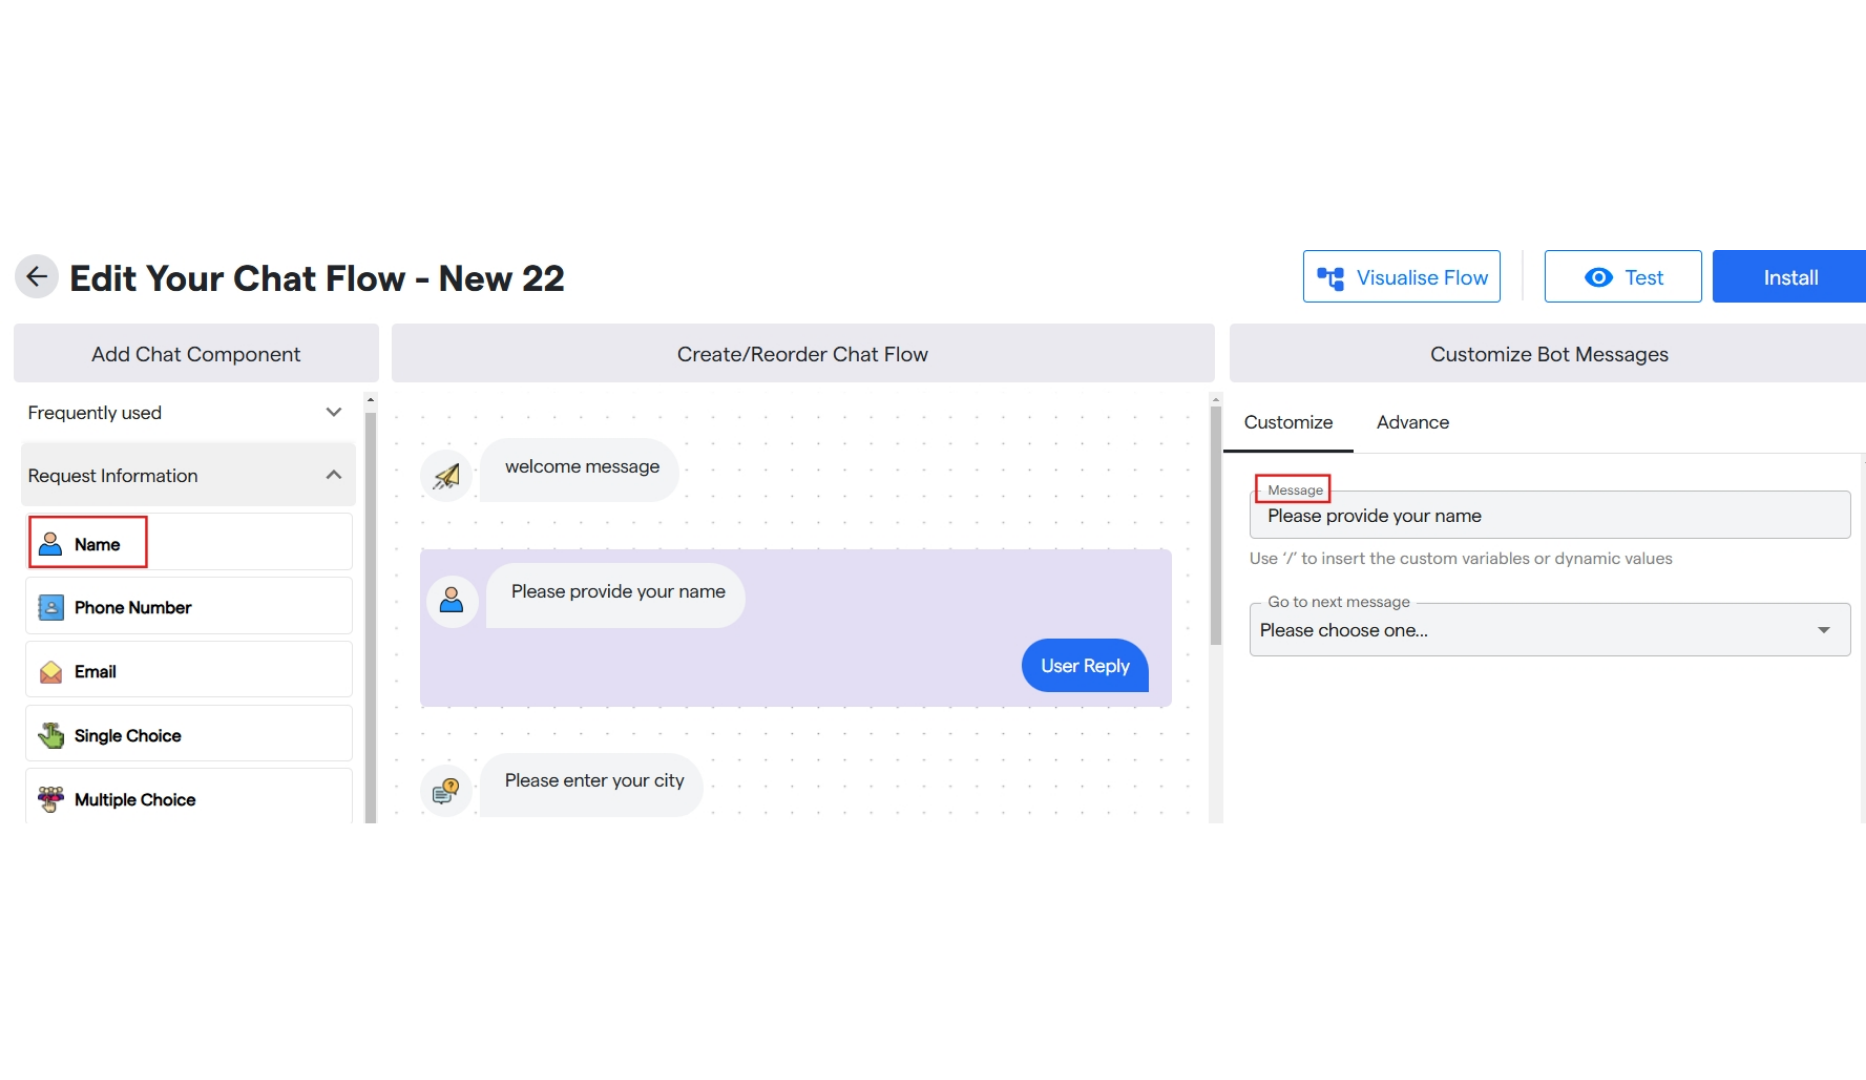 Edit Your Chat Flow - New 22
Visualise Flow
Test
Install
Add Chat Component
Create/Reorder Chat Flow
Customize Bot Messages
Frequently used
Request Information
Name
Phone Number
Email
Single Choice
Multiple Choice
welcome message
Please provide your name
User Reply
Please enter your city
Customize
Advance
Message
Please provide your name
Use ‘/’ to insert the custom variables or dynamic values
Go to next message
Please choose one...